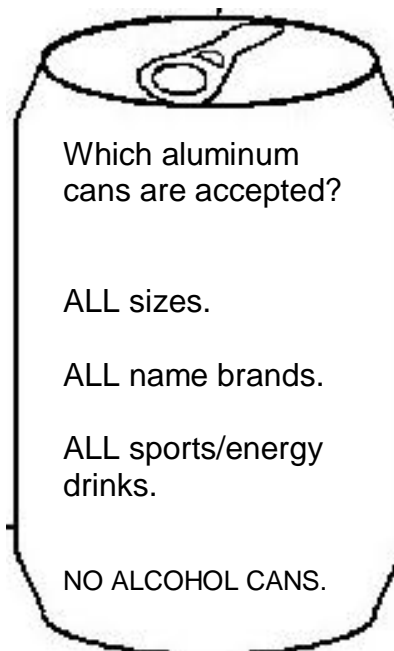 Which aluminum
cans are accepted?
ALL sizes.
ALL name brands.
ALL sports/energy
drinks.
NO ALCOHOL CANS.